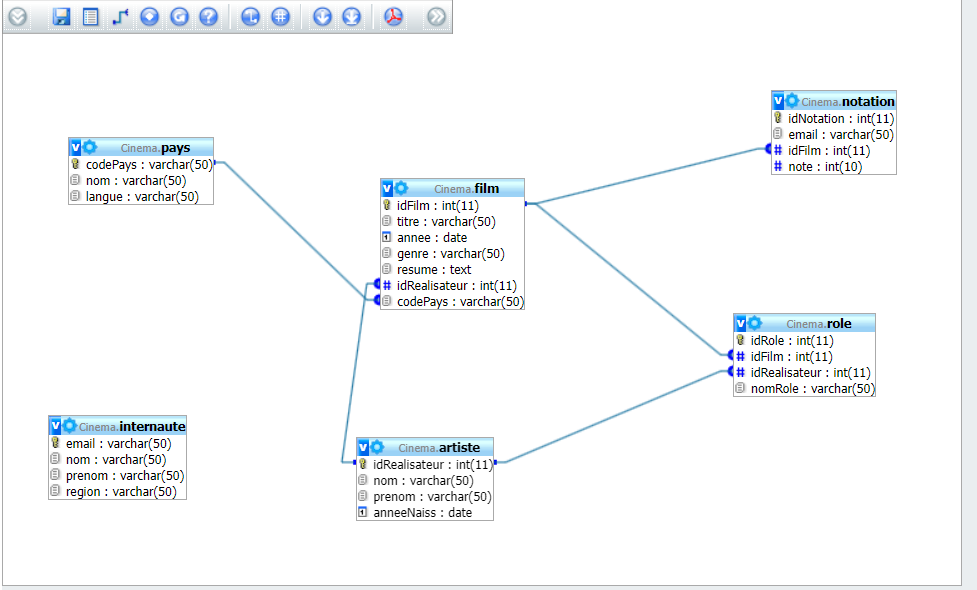 Cinema.pays
codePays : varchar(50)
nom : varchar(50)
langue : varchar(50)
Cinema.film
idFilm : int(11)
titre : varchar(50)
annee : date
genre : varchar(50)
resume : text
# idRealisateur : int(11)
codePays : varchar(50)
Cinema.notation
idNotation : int(11)
email : varchar(50)
# idFilm : int(11)
# note : int(10)
Cinema.role
idRole : int(11)
# idFilm : int(11)
# idRealisateur : int(11)
nomRole : varchar(50)
Cinema.internaute
email : varchar(50)
nom : varchar(50)
prenom : varchar(50)
region : varchar(50)
Cinema.artiste
idRealisateur : int(11)
nom : varchar(50)
prenom : varchar(50)
anneeNaiss : date